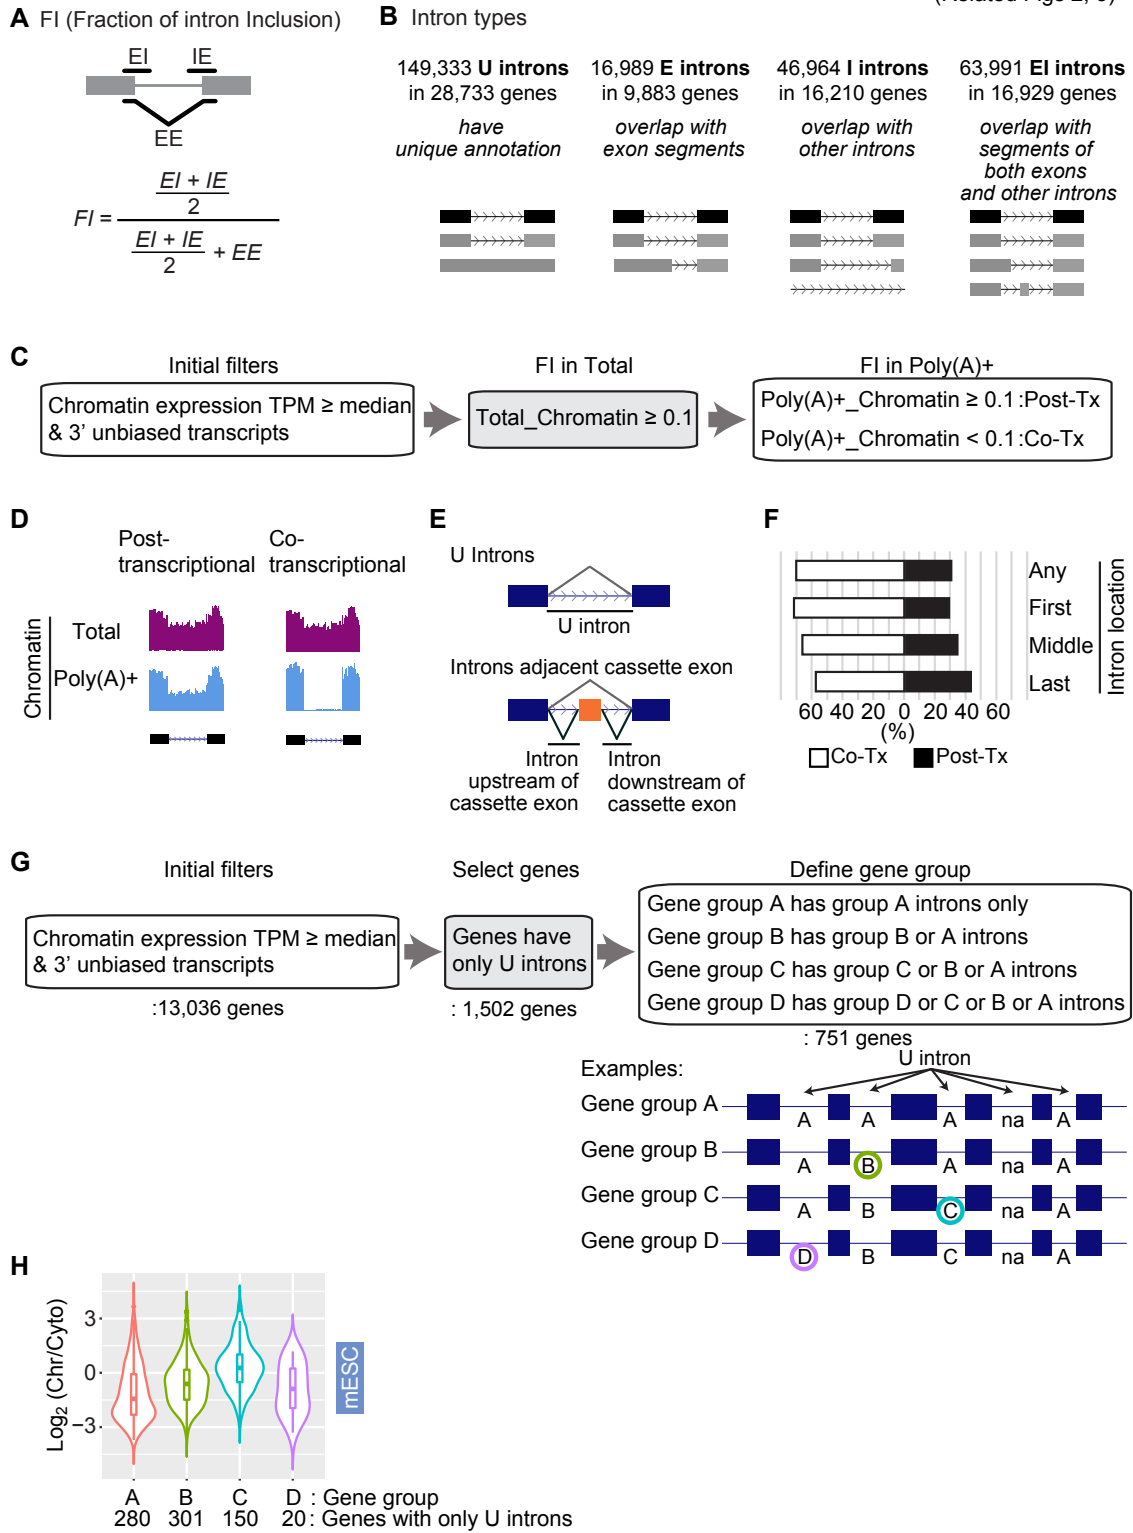 A FI (Fraction of intron Inclusion)
EI IE
EE
FI = 
EI + IE
2
EI + IE
2
+ EE
B Intron types
149,333 U introns
in 28,733 genes
have
unique annotation
16,989 E introns
in 9,883 genes
overlap with
exon segments
46,964 I introns
in 16,210 genes
overlap with
other introns
63,991 EI introns
in 16,929 genes
overlap with
segments of
both exons
and other introns
C
Initial filters
Chromatin expression TPM ≥ median
& 3’ unbiased transcripts
FI in Total
Total_Chromatin ≥ 0.1
FI in Poly(A)+
Poly(A)+_Chromatin ≥ 0.1:Post-Tx
Poly(A)+_Chromatin < 0.1:Co-Tx
D
Post-
transcriptional
Co-
transcriptional
Chromatin
Total
Poly(A)+
E
U Introns
U intron
Introns adjacent cassette exon
Intron
upstream of
cassette exon
Intron
downstream of
cassette exon
F
Any
First
Middle
Last
Intron location
60 40 20 0 20 40 60
(%)
Co-Tx Post-Tx
G
Initial filters
Chromatin expression TPM ≥ median
& 3’ unbiased transcripts
:13,036 genes
Select genes
Genes have
only U introns
: 1,502 genes
Define gene group
Gene group A has group A introns only
Gene group B has group B or A introns
Gene group C has group C or B or A introns
Gene group D has group D or C or B or A introns
: 751 genes
U intron
Examples:
Gene group A
A A A na A
Gene group B
A B A na A
Gene group C
A B C na A
Gene group D
D B C na A
H
Log2 (Chr/Cyto)
3
0
−3
mESC
A B C D : Gene group
280 301 150 20 : Genes with only U introns